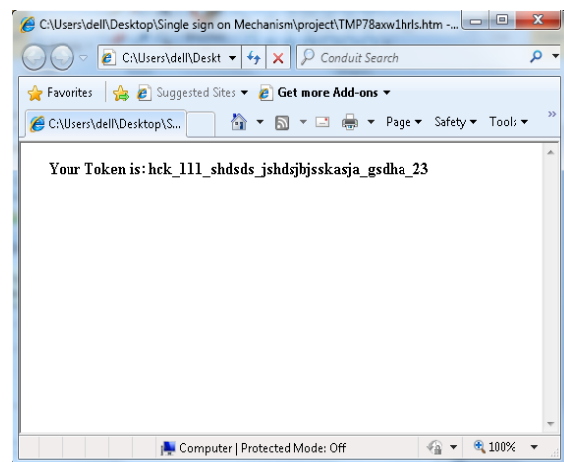 C:\Users\dell\Desktop\Single sign on Mechanism\project\TMP78axw1hrls.htm -...
C:\Users\dell\Deskt
Conduit Search
Favorites Suggested Sites Get more Add-ons
C:\Users\dell\Desktop\S... Page Safety Tools »
Your Token is: hck_111_shdsds_jshdsjbjsskasja_gsdha_23
Computer | Protected Mode: Off 100%